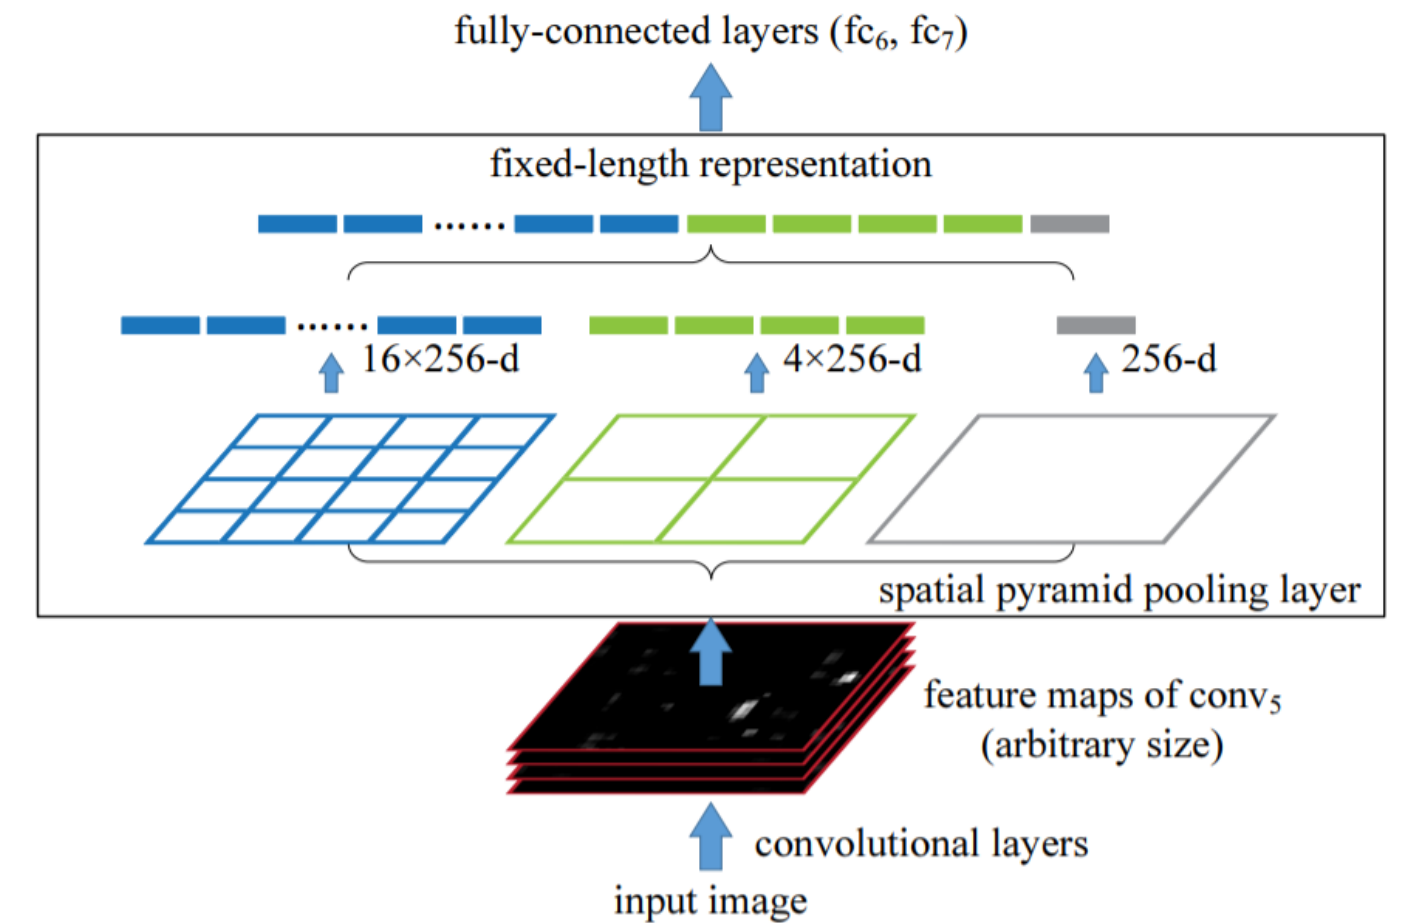 fully-connected layers (fc₆, fc₇)
fixed-length representation
......
......
16×256-d
4×256-d
256-d
spatial pyramid pooling layer
feature maps of conv₅
(arbitrary size)
convolutional layers
input image